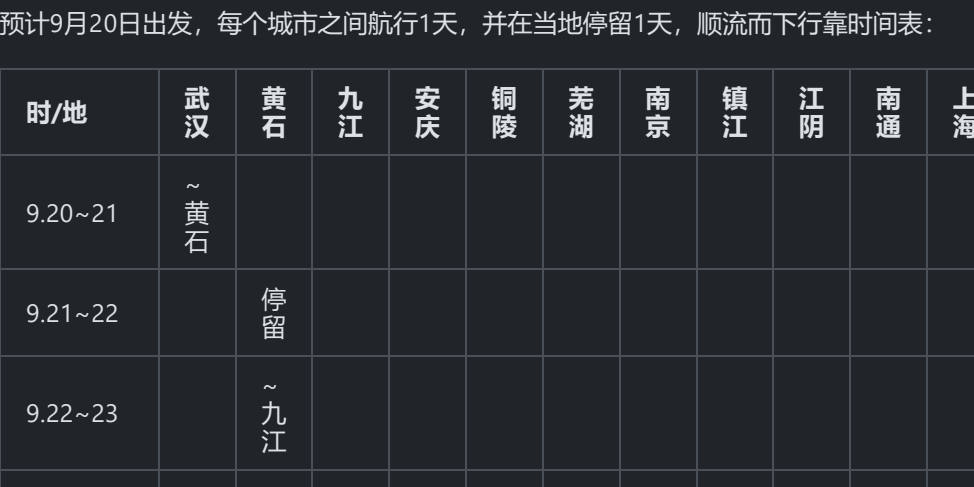 预计9月20日出发，每个城市之间航行1天，并在当地停留1天，顺流而下行靠时间表：
时/地 武汉 黄石 九江 安庆 铜陵 芜湖 南京 镇江 江阴 南通 上海
9.20~21 ~黄石
9.21~22 停留
9.22~23 ~九江